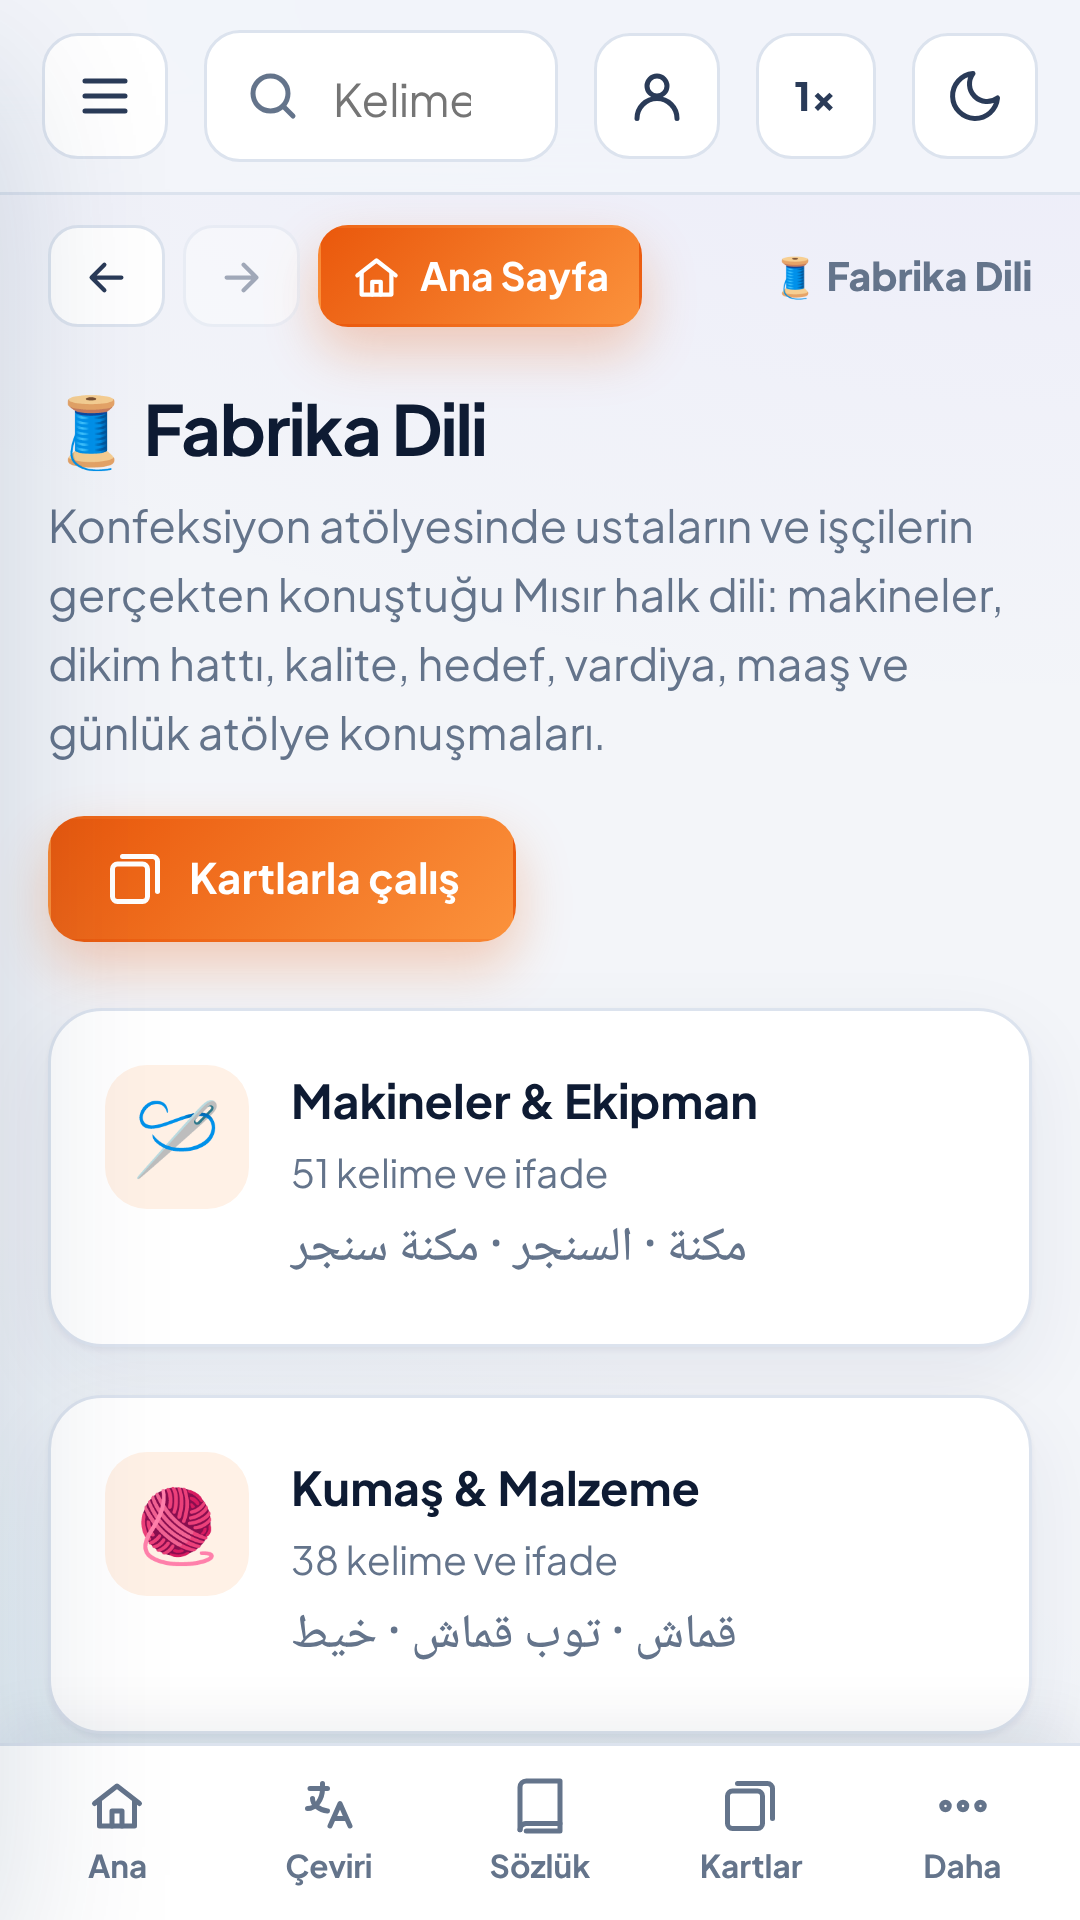 Kelime
1×
Ana Sayfa
Fabrika Dili
Fabrika Dili
Konfeksiyon atölyesinde ustaların ve işçilerin
gerçekten konuştuğu Mısır halk dili: makineler,
dikim hattı, kalite, hedef, vardiya, maaş ve
günlük atölye konuşmaları.
Kartlarla çalış
Makineler & Ekipman
51 kelime ve ifade
مكنة · السنجر · مكنة سنجر
Kumaş & Malzeme
38 kelime ve ifade
قماش · توب قماش · خيط
Ana
Çeviri
Sözlük
Kartlar
Daha